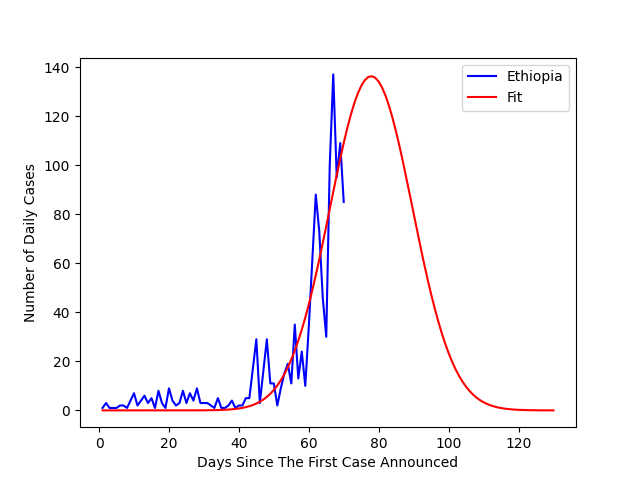 140
120
100
80
60
40
20
0
Number of Daily Cases
Ethiopia
Fit
0 20 40 60 80 100 120
Days Since The First Case Announced